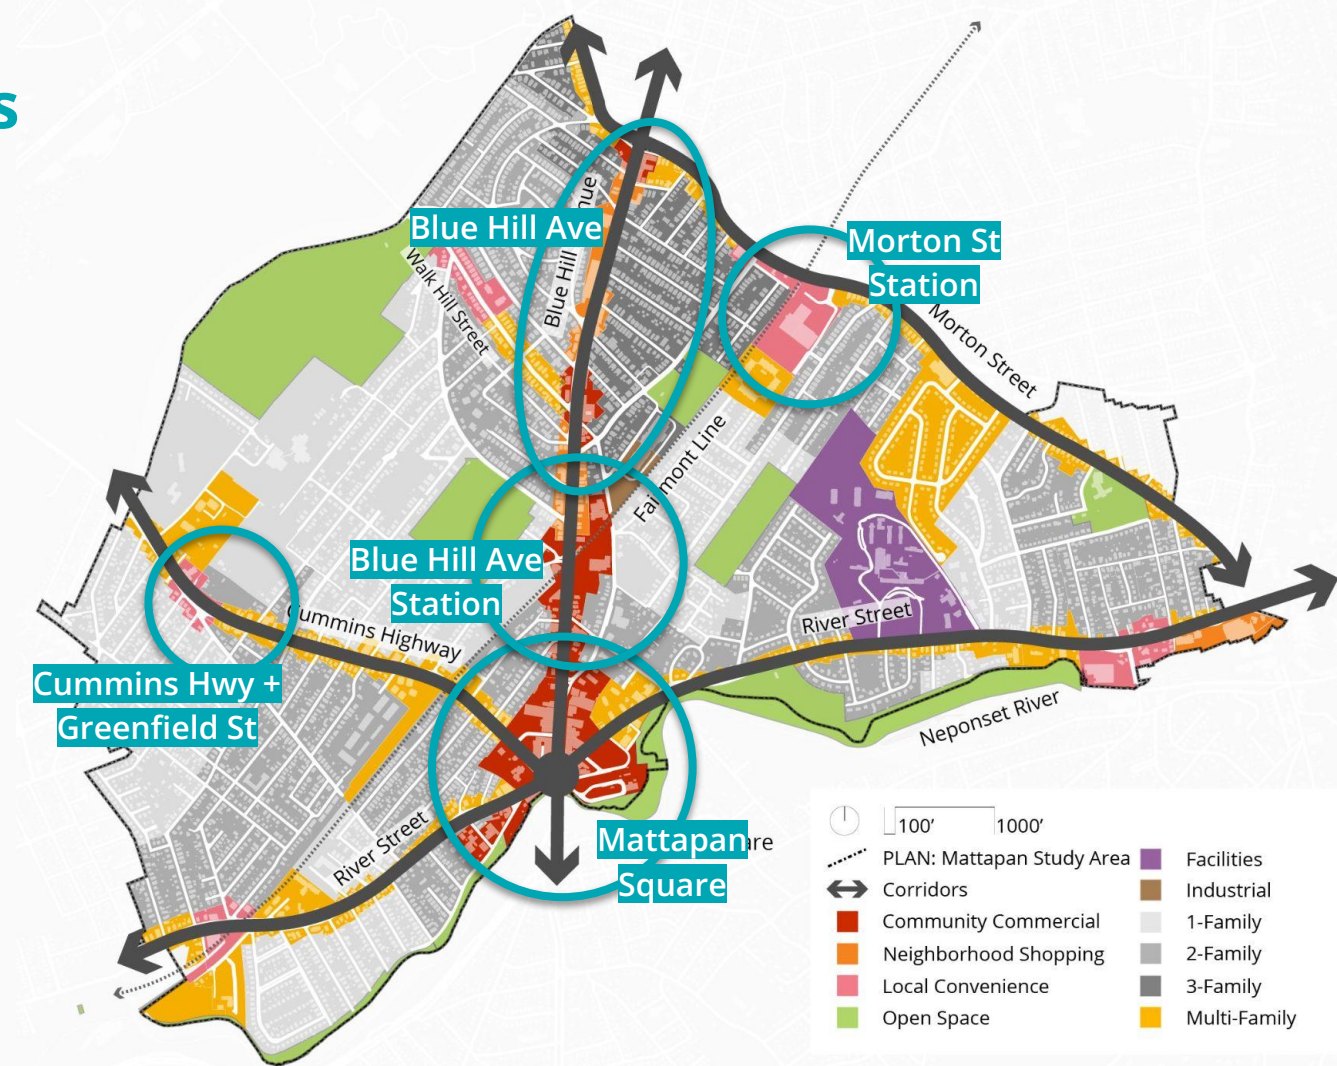 s
Blue Hill Ave
nue
Blue Hill
Walk Hill Street
Morton St
Station
Morton Street
Fairmont Line
Blue Hill Ave
Station
Cummins Highway
River Street
Cummins Hwy +
Greenfield St
Neponset River
River Street
Mattapan
are
Square
100' 1000'
PLAN: Mattapan Study Area
Corridors
Community Commercial
Neighborhood Shopping
Local Convenience
Open Space
Facilities
Industrial
1-Family
2-Family
3-Family
Multi-Family